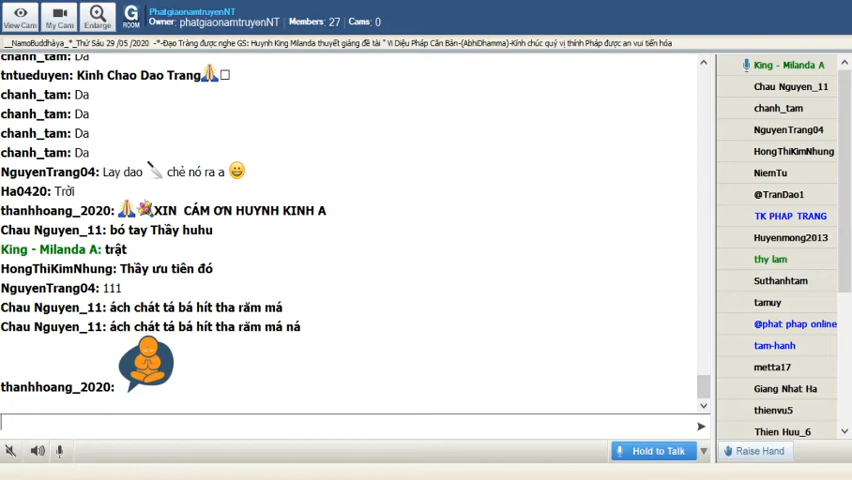 View Cam
My Cam
Enlarge
G
ROOM
PhatgiaonamtruyenNT
Owner: phatgiaonamtruyenNT Members: 27 Cams: 0
__NamoBuddhàya_*_Thứ Sáu 29 /05 /2020 -*-Đạo Tràng được nghe GS: Huynh King Milanda thuyết giảng đề tài " Vi Diệu Pháp Căn Bản-(AbhiDhamma)-Kính chúc quý vị thính Pháp được an vui tiến hóa
chanh_tam: Da
tntueduyen: Kinh Chao Dao Trang🙏
chanh_tam: Da
chanh_tam: Da
chanh_tam: Da
chanh_tam: Da
NguyenTrang04: Lay dao 🔪 chẻ nó ra a 😀
Ha0420: Trời
thanhhoang_2020: 🙏💐XIN CÁM ƠN HUYNH KINH A
Chau Nguyen_11: bó tay Thầy huhu
King - Milanda A: trật
HongThiKimNhung: Thầy ưu tiên đó
NguyenTrang04: 111
Chau Nguyen_11: ách chát tá bá hít tha răm má
Chau Nguyen_11: ách chát tá bá hít tha răm má ná
thanhhoang_2020:
Hold to Talk
King - Milanda A
Chau Nguyen_11
chanh_tam
NguyenTrang04
HongThiKimNhung
NiemTu
@TranDao1
TK PHAP TRANG
Huyenmong2013
thy lam
Suthanhtam
tamuy
@phat phap online
tam-hanh
metta17
Giang Nhat Ha
thienvu5
Thien Huu_6
Raise Hand